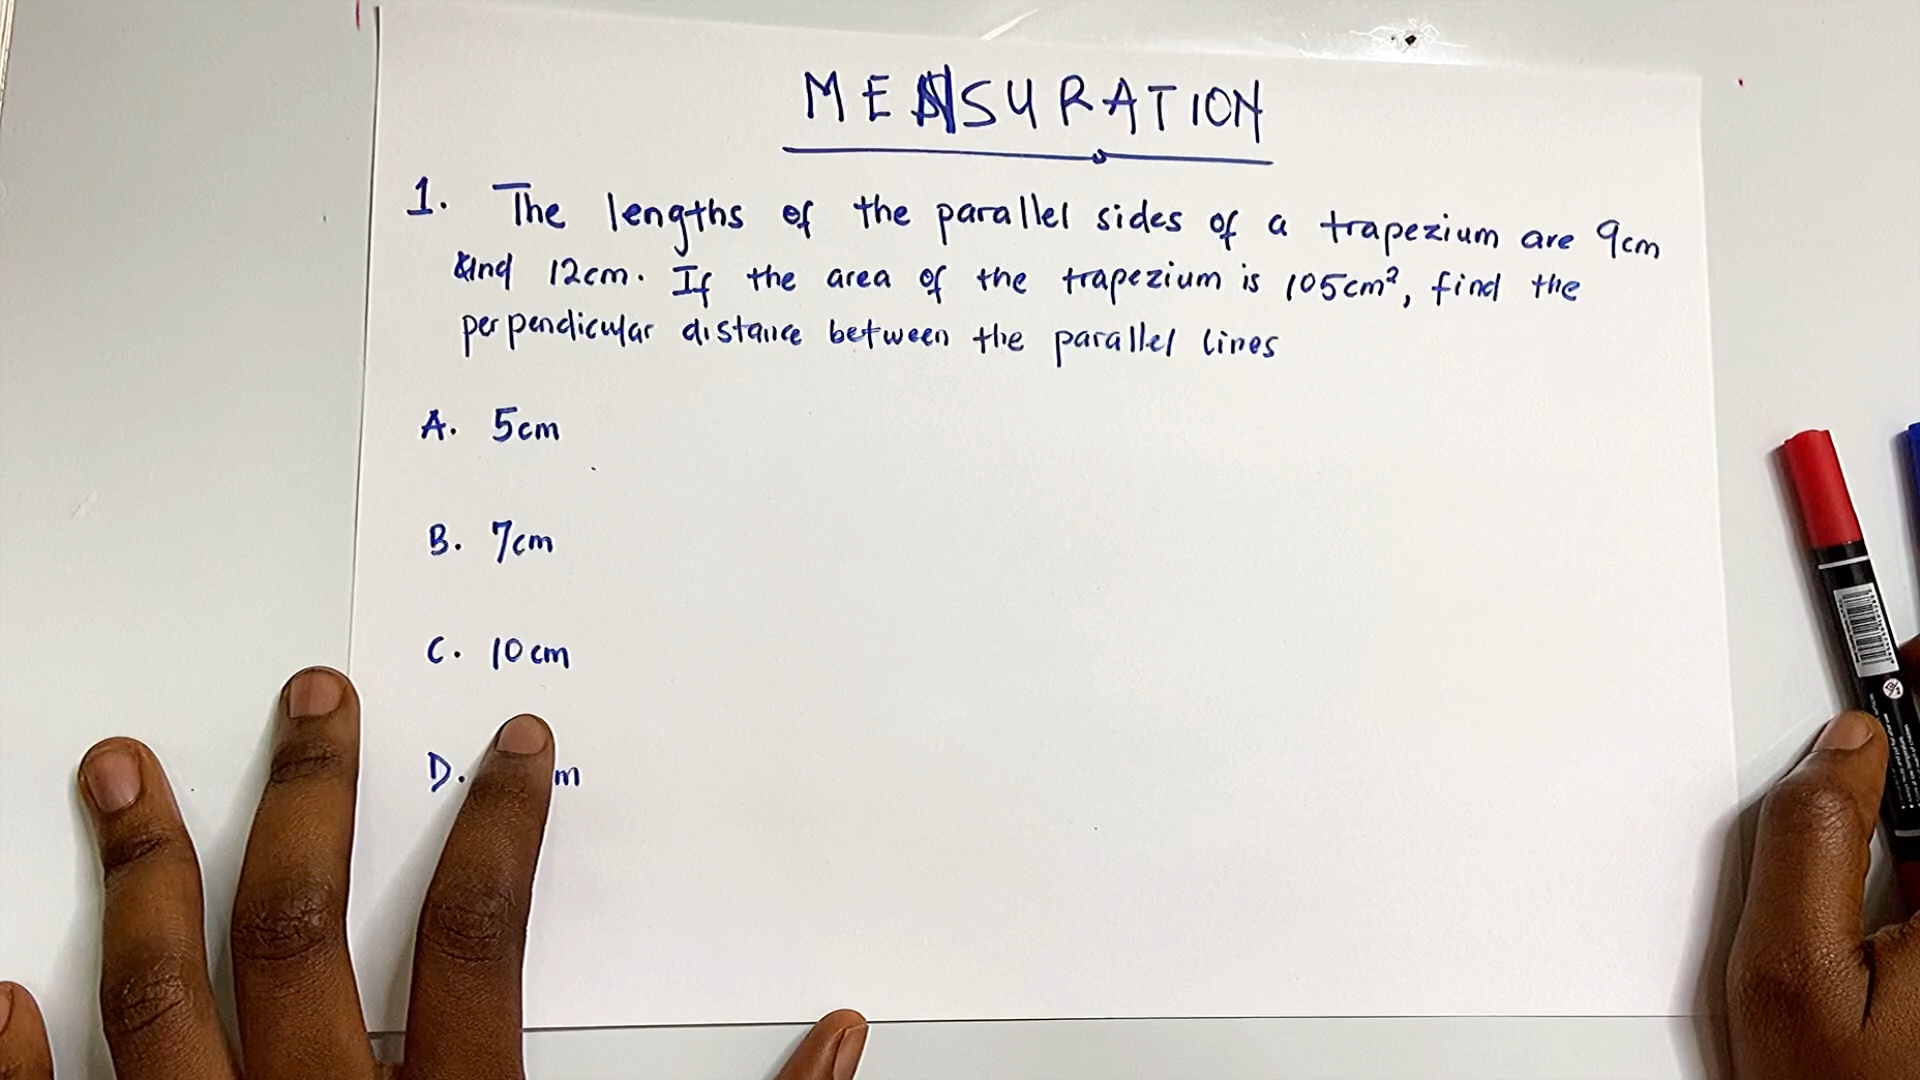 MENSURATION
1. The lengths of the parallel sides of a trapezium are 9cm
and 12cm. If the area of the trapezium is 105cm², find the
perpendicular distance between the parallel lines
A. 5cm
B. 7cm
C. 10cm
D. m